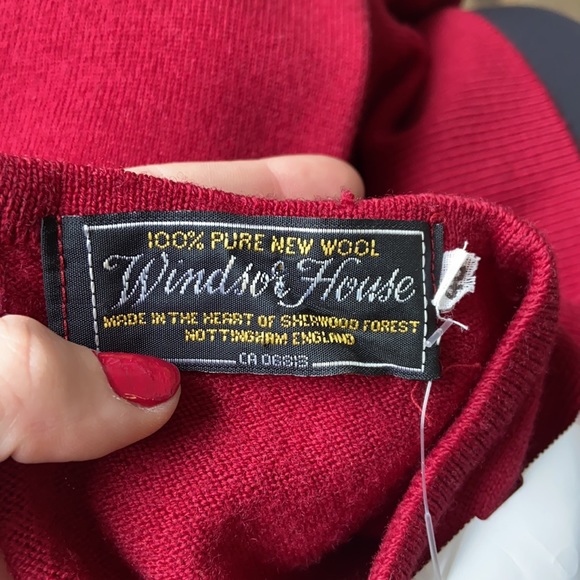 100% PURE NEW WOOL
Windsor House
MADE IN THE HEART OF SHERWOOD FOREST
NOTTINGHAM ENGLAND
CA 06813